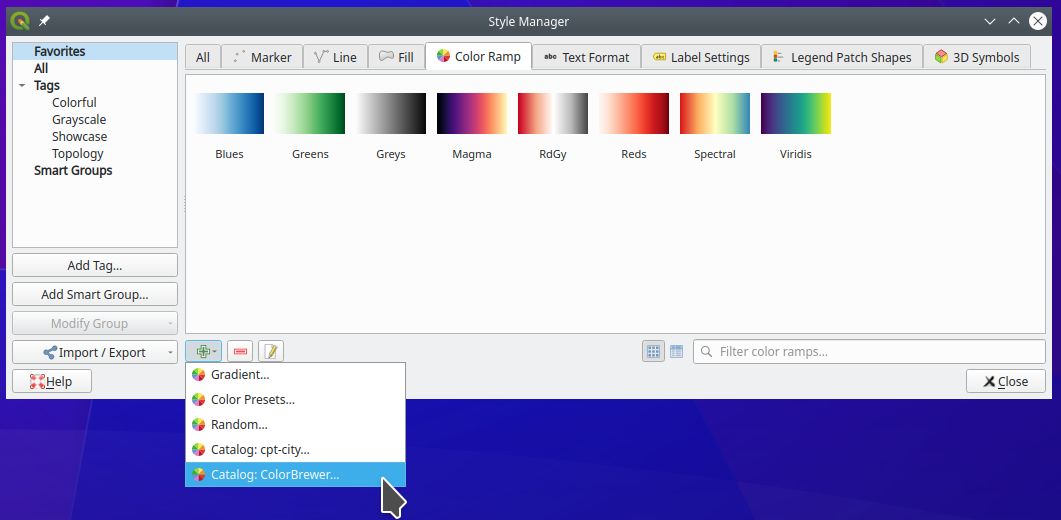 Style Manager
Favorites
All
Tags
Colorful
Grayscale
Showcase
Topology
Smart Groups
Add Tag...
Add Smart Group...
Modify Group
Import / Export
Help
All
Marker
Line
Fill
Color Ramp
abc Text Format
abc Label Settings
Legend Patch Shapes
3D Symbols
Blues
Greens
Greys
Magma
RdGy
Reds
Spectral
Viridis
Filter color ramps...
Gradient...
Color Presets...
Random...
Catalog: cpt-city...
Catalog: ColorBrewer...
Close